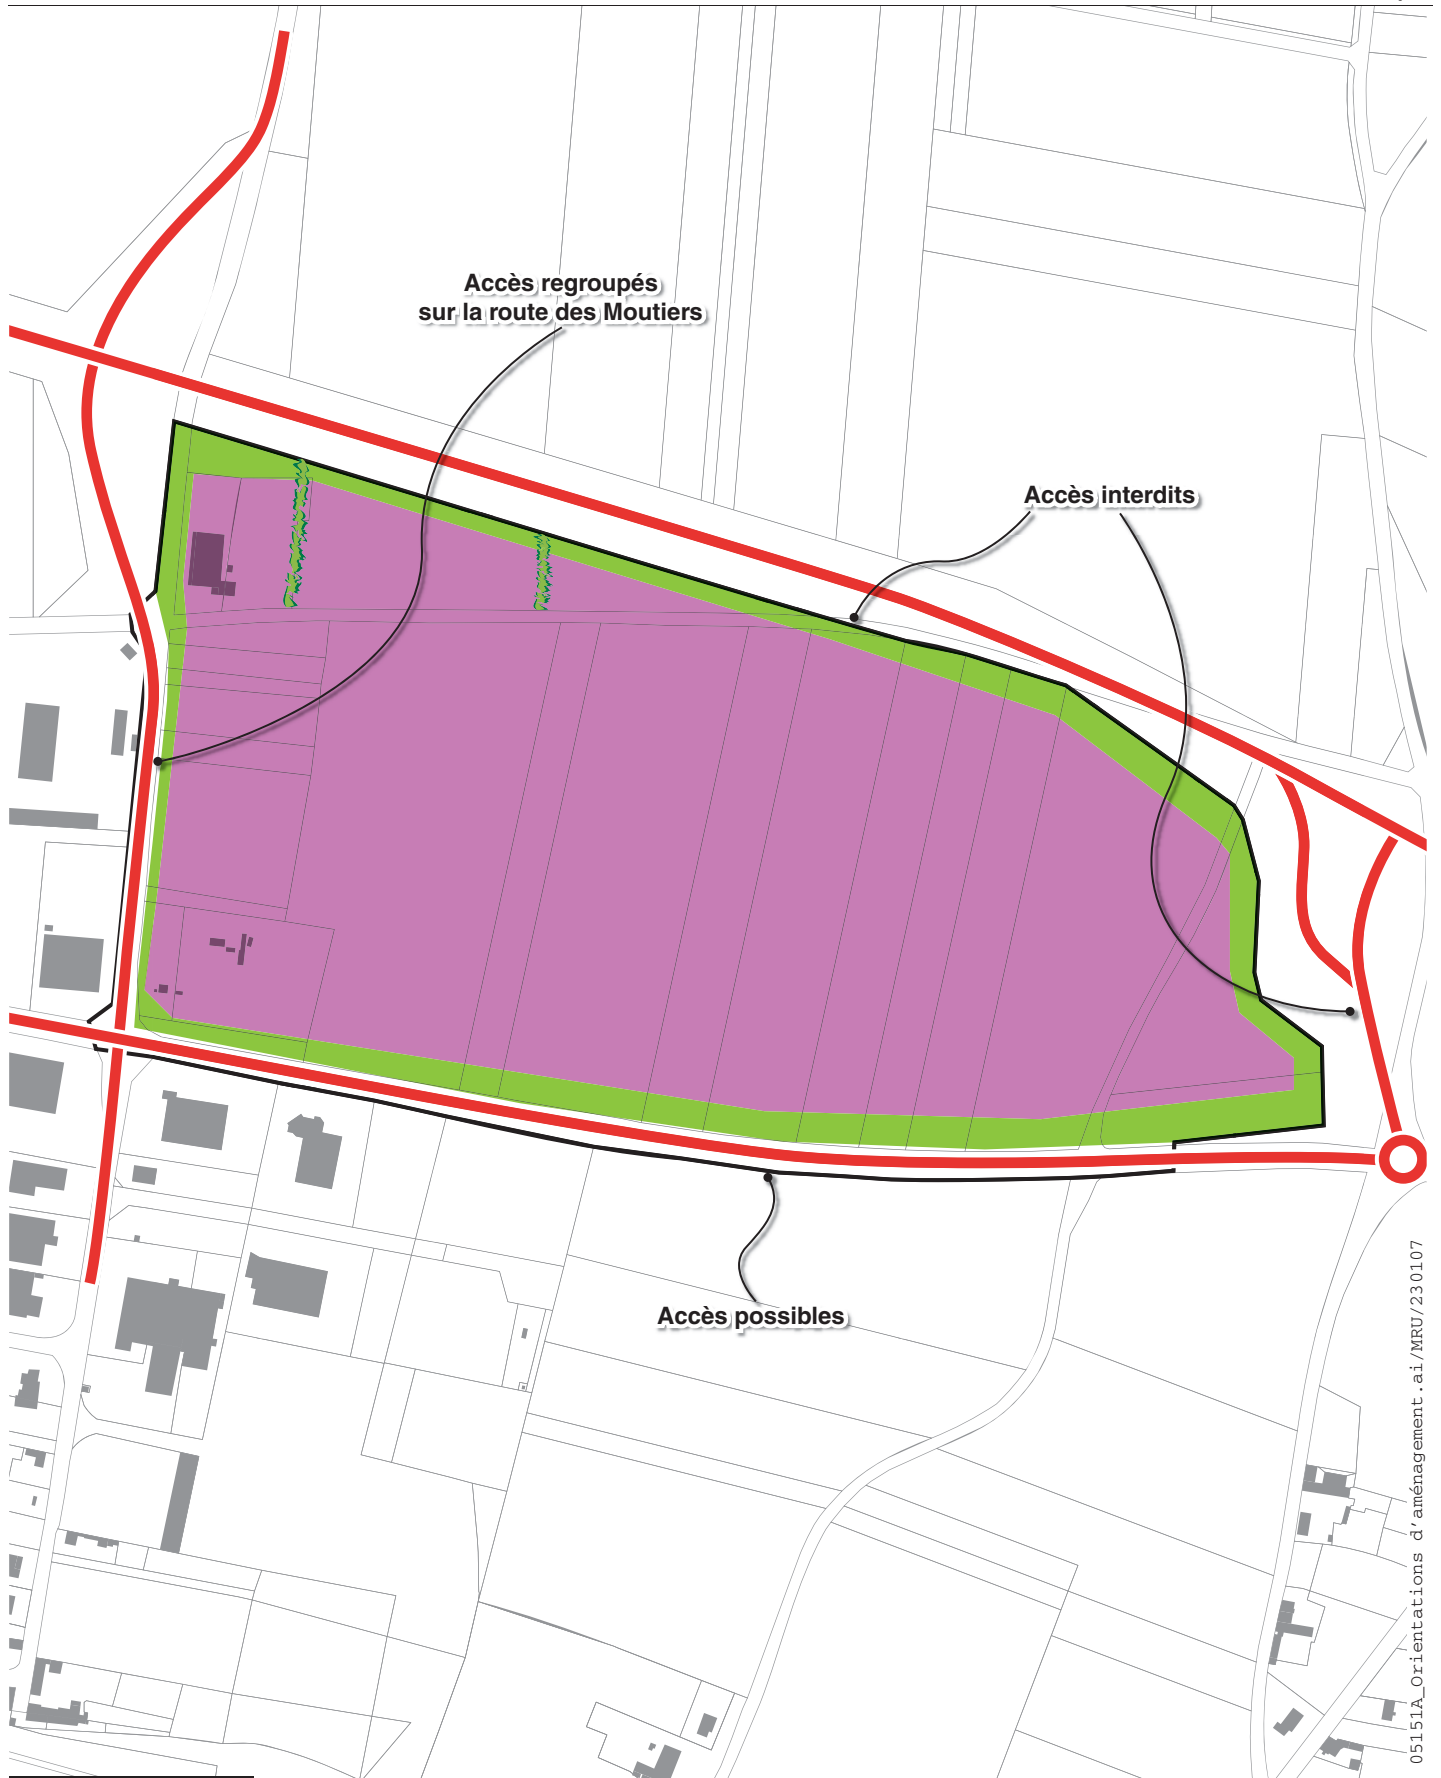 Accès regroupés
sur la route des Moutiers
Accès interdits
Accès possibles
05151A_Orientations d'aménagement.ai/MRU/230107